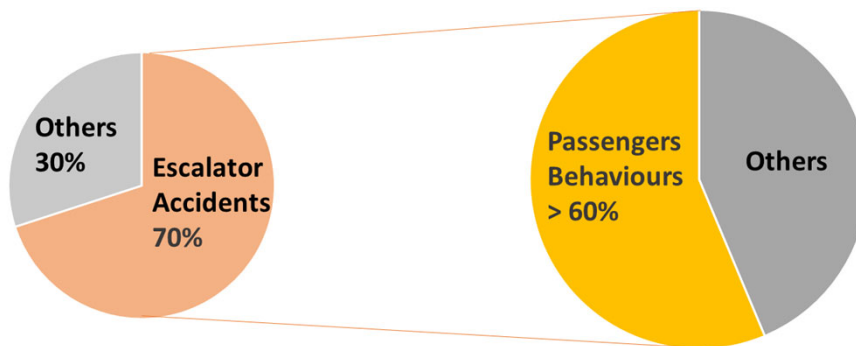 Others
30%
Escalator
Accidents
70%
Passengers
Behaviours
> 60%
Others